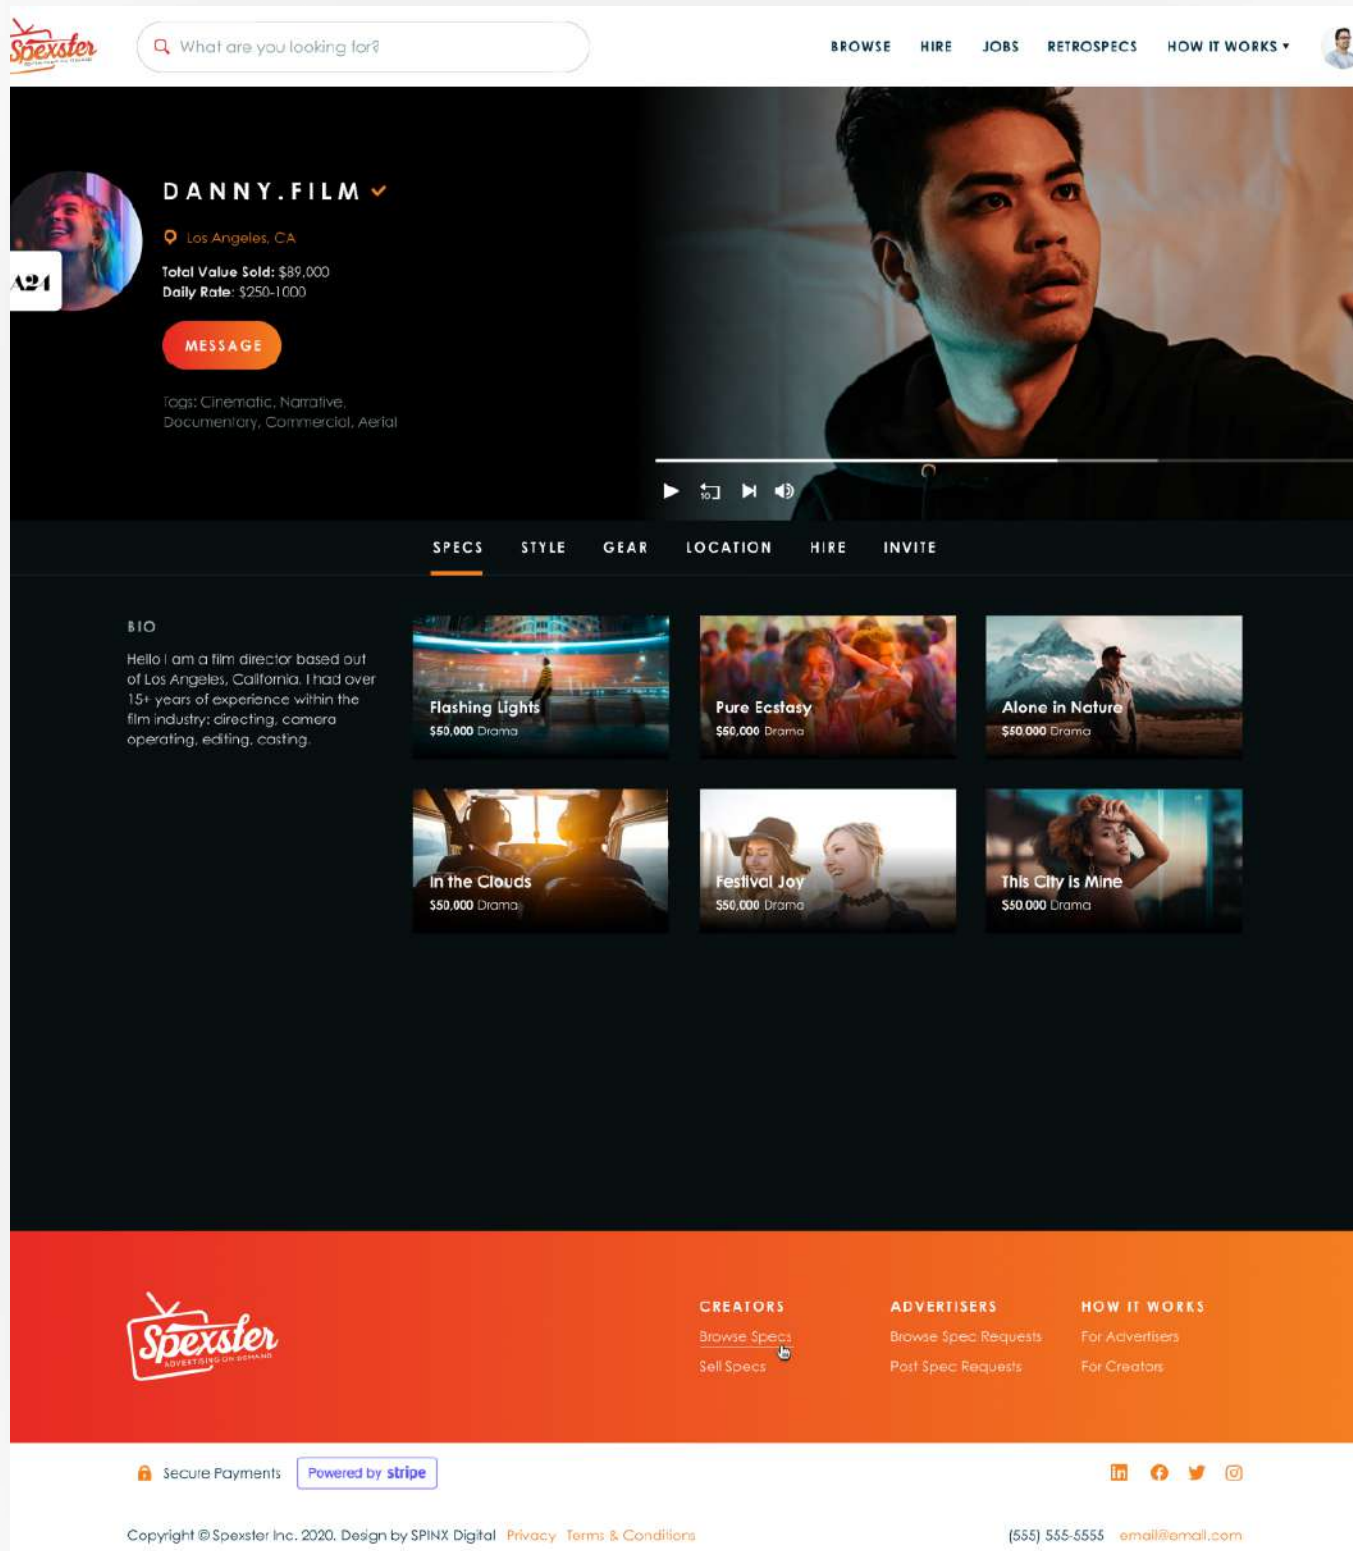 Spexster
What are you looking for?
BROWSE HIRE JOBS RETROSPECS HOW IT WORKS
DANNY.FILM
Los Angeles, CA
A24
Total Value Sold: $89,000
Daily Rate: $250-1000
MESSAGE
Tags: Cinematic, Narrative,
Documentary, Commercial, Aerial
10
SPECS STYLE GEAR LOCATION HIRE INVITE
BIO
Hello I am a film director based out
of Los Angeles, California. I had over
15+ years of experience within the
film industry: directing, camera
operating, editing, casting.
Flashing Lights
$50,000 Drama
Pure Ecstasy
$50,000 Drama
Alone in Nature
$50,000 Drama
In the Clouds
$50,000 Drama
Festival Joy
$50,000 Drama
This City is Mine
$50,000 Drama
Spexster
ADVERTISING ON DEMAND
CREATORS
Browse Specs
Sell Specs
ADVERTISERS
Browse Spec Requests
Post Spec Requests
HOW IT WORKS
For Advertisers
For Creators
Secure Payments
Powered by stripe
Copyright © Spexster Inc. 2020. Design by SPINX Digital Privacy Terms & Conditions
(555) 555-5555 email@email.com